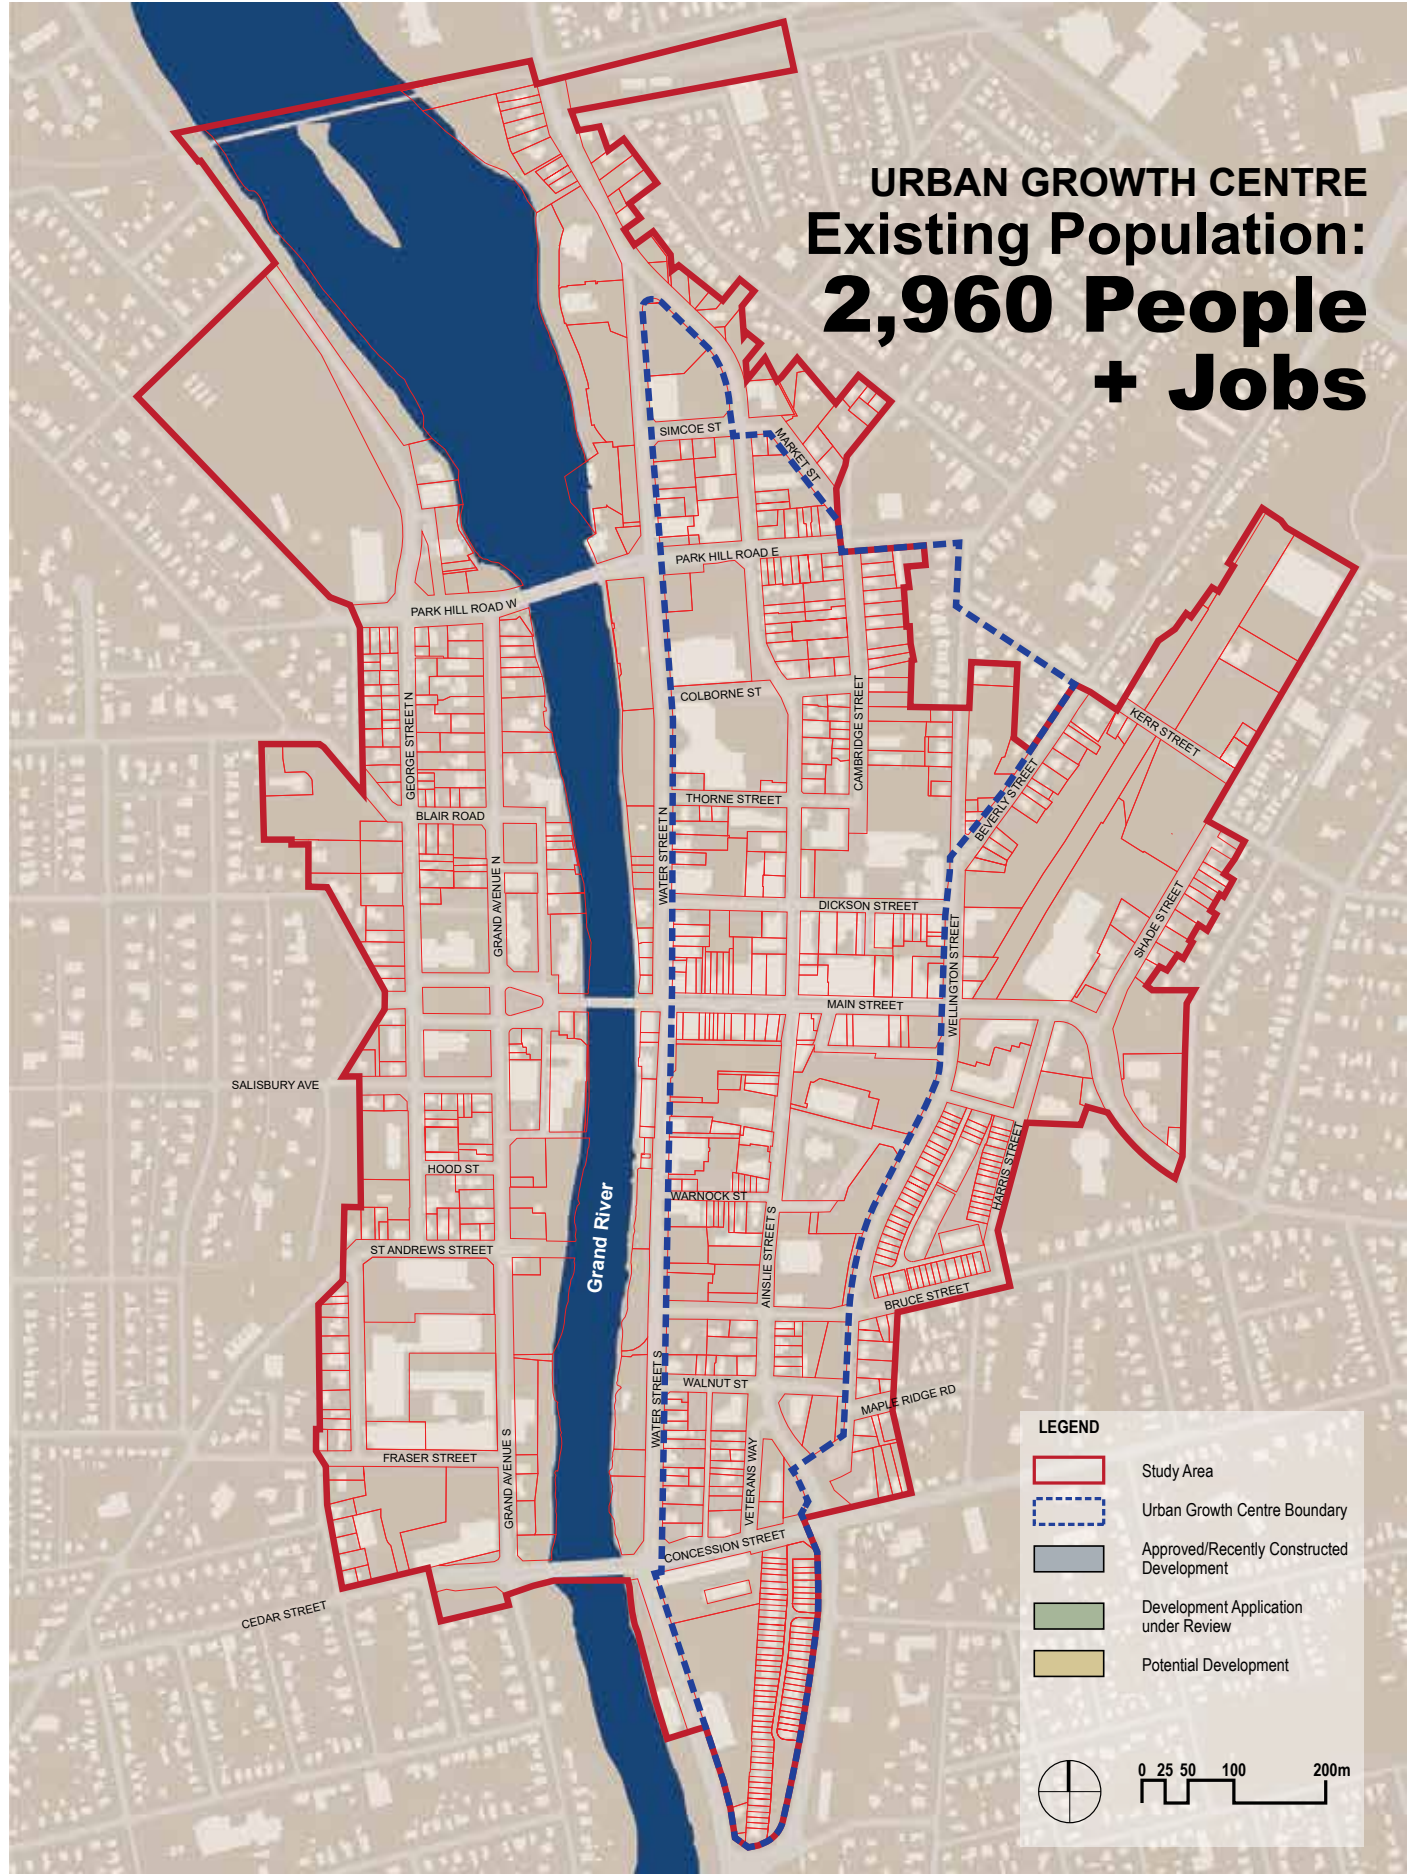 URBAN GROWTH CENTRE
Existing Population:
2,960 People
+ Jobs
SIMCOE ST
MARKET ST
PARK HILL ROAD E
PARK HILL ROAD W
COLBORNE ST
GEORGE STREET N
CAMBRIDGE STREET
KERR STREET
BEVERLY STREET
THORNE STREET
BLAIR ROAD
WATER STREET N
GRAND AVENUE N
DICKSON STREET
SHADE STREET
WELLINGTON STREET
MAIN STREET
SALISBURY AVE
HOOD ST
HARRIS STREET
WARNOCK ST
Grand River
AINSLIE STREET S
ST ANDREWS STREET
BRUCE STREET
WATER STREET S
WALNUT ST
MAPLE RIDGE RD
FRASER STREET
GRAND AVENUE S
VETERANS WAY
CONCESSION STREET
CEDAR STREET
LEGEND
Study Area
Urban Growth Centre Boundary
Approved/Recently Constructed
Development
Development Application
under Review
Potential Development
0 25 50 100 200m